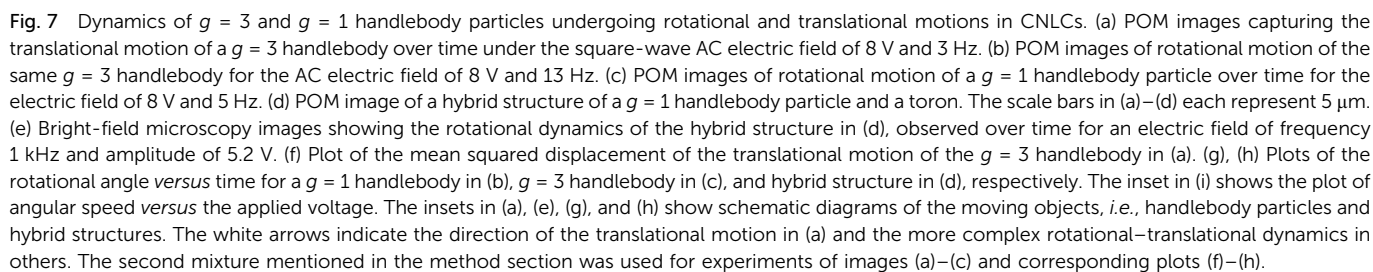 Fig. 7 Dynamics of g = 3 and g = 1 handlebody particles undergoing rotational and translational motions in CNLCs. (a) POM images capturing the
translational motion of a g = 3 handlebody over time under the square-wave AC electric field of 8 V and 3 Hz. (b) POM images of rotational motion of the
same g = 3 handlebody for the AC electric field of 8 V and 13 Hz. (c) POM images of rotational motion of a g = 1 handlebody particle over time for the
electric field of 8 V and 5 Hz. (d) POM image of a hybrid structure of a g = 1 handlebody particle and a toron. The scale bars in (a)–(d) each represent 5 μm.
(e) Bright-field microscopy images showing the rotational dynamics of the hybrid structure in (d), observed over time for an electric field of frequency
1 kHz and amplitude of 5.2 V. (f) Plot of the mean squared displacement of the translational motion of the g = 3 handlebody in (a). (g), (h) Plots of the
rotational angle versus time for a g = 1 handlebody in (b), g = 3 handlebody in (c), and hybrid structure in (d), respectively. The inset in (i) shows the plot of
angular speed versus the applied voltage. The insets in (a), (e), (g), and (h) show schematic diagrams of the moving objects, i.e., handlebody particles and
hybrid structures. The white arrows indicate the direction of the translational motion in (a) and the more complex rotational–translational dynamics in
others. The second mixture mentioned in the method section was used for experiments of images (a)–(c) and corresponding plots (f)–(h).